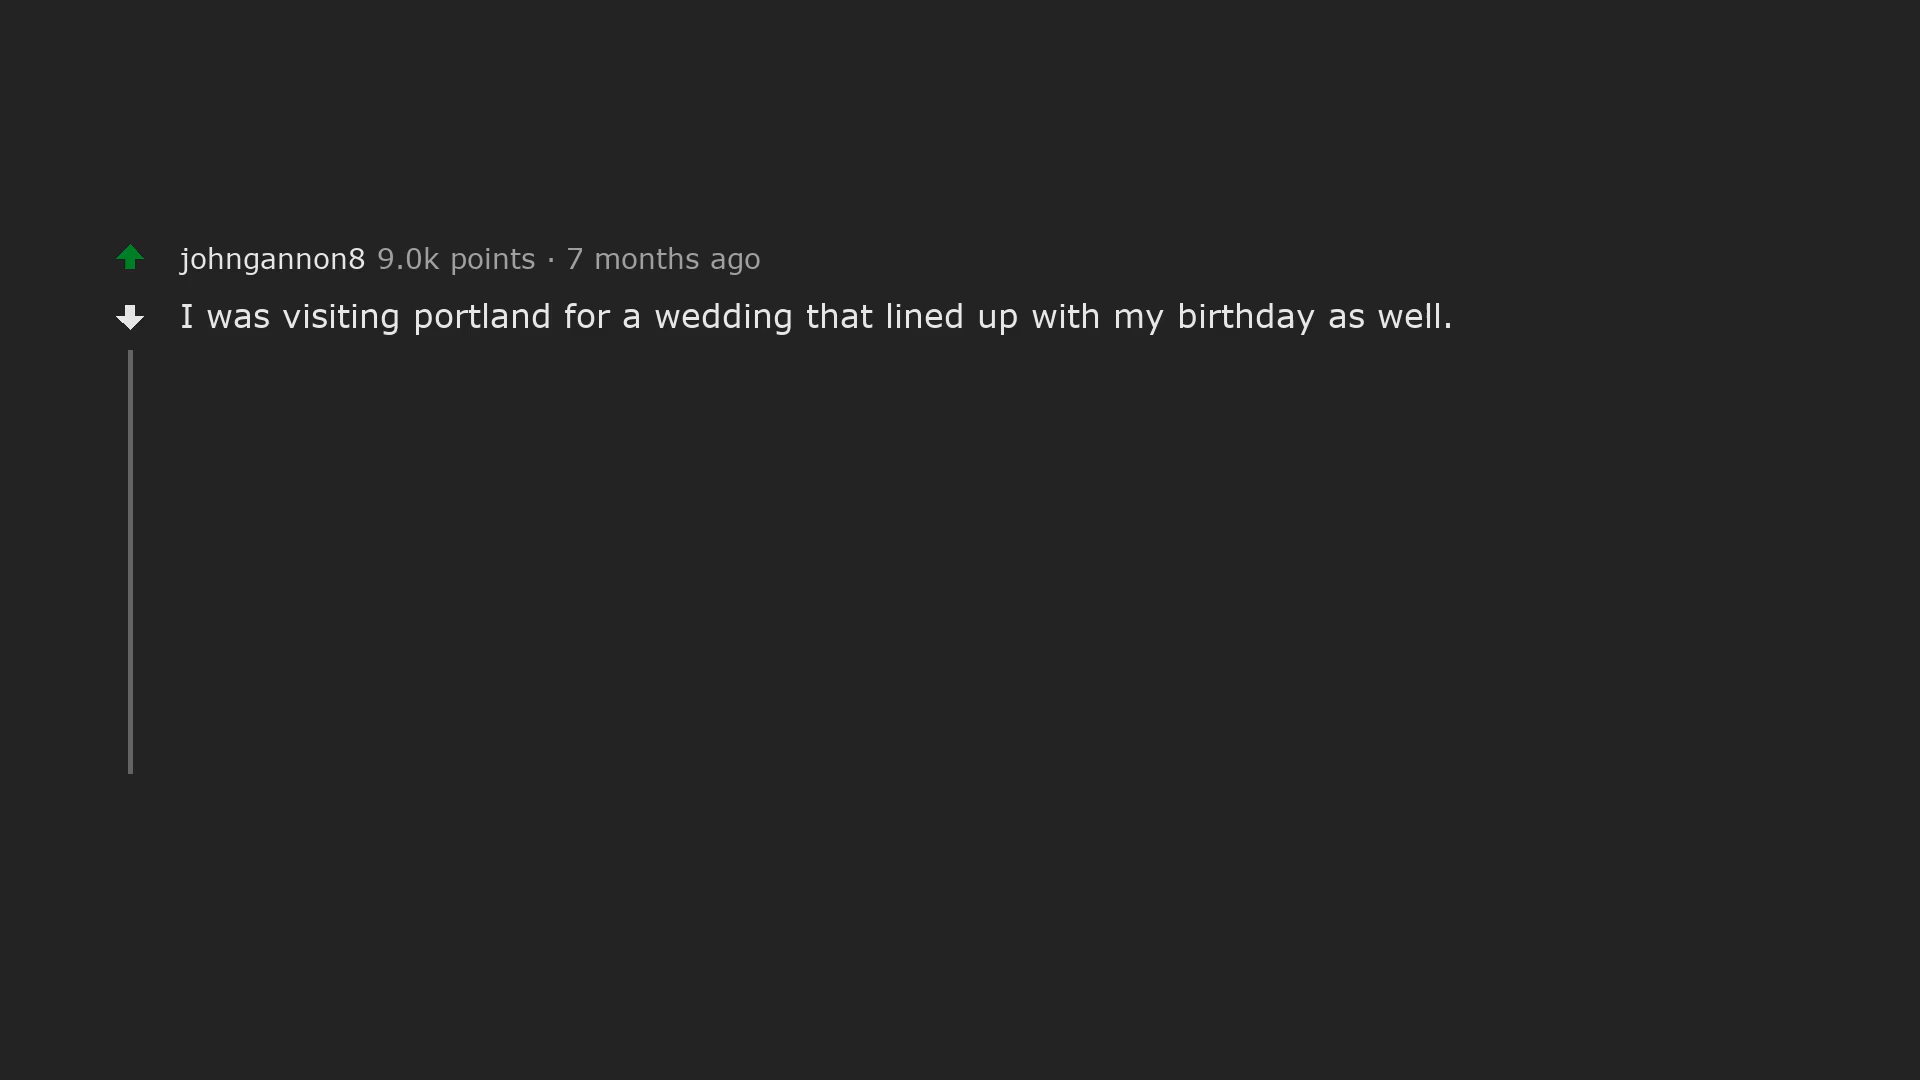 johngannon8 9.0k points · 7 months ago
I was visiting portland for a wedding that lined up with my birthday as well.